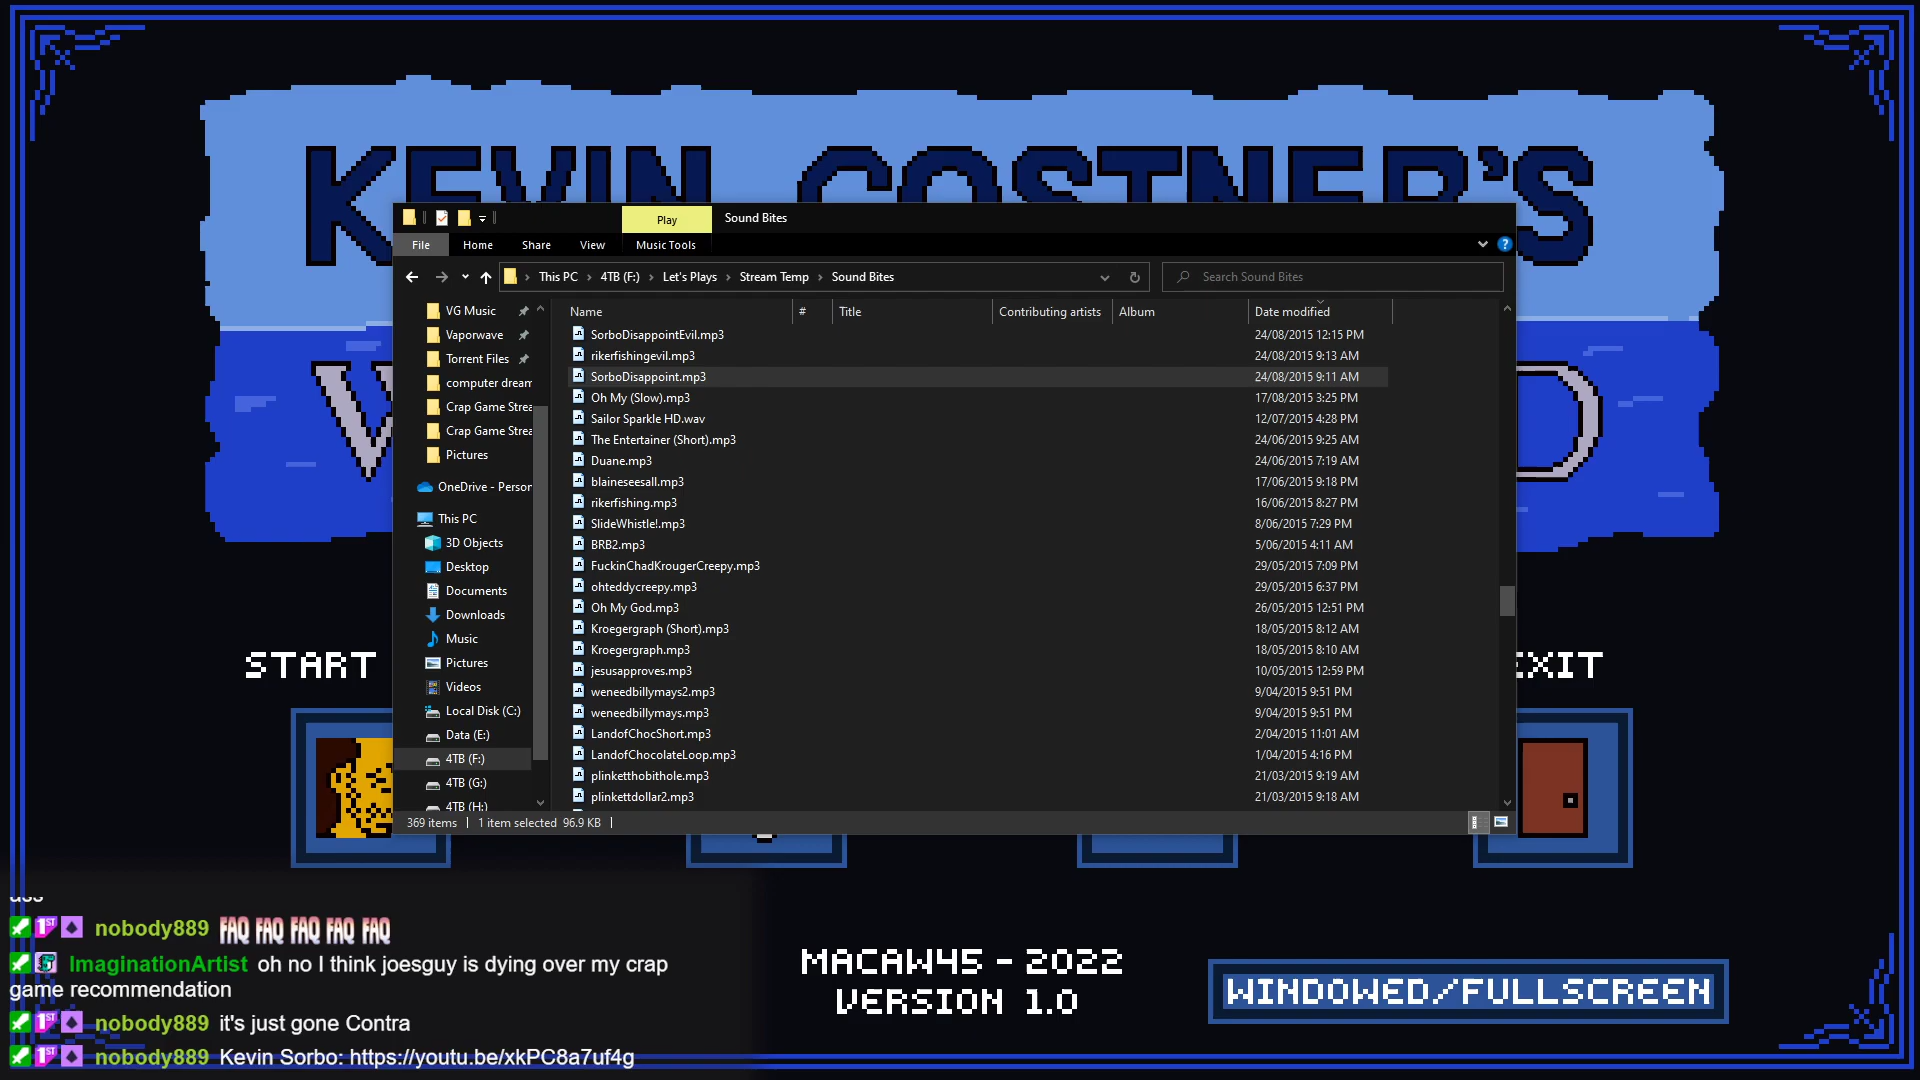 KEVIN COSTNER'S
W D
Play
Sound Bites
File Home Share View Music Tools
This PC › 4TB (F:) › Let's Plays › Stream Temp › Sound Bites
Search Sound Bites
VG Music
Vaporwave
Torrent Files
computer dream
Crap Game Strea
Crap Game Strea
Pictures
OneDrive - Person
This PC
3D Objects
Desktop
Documents
Downloads
Music
Pictures
Videos
Local Disk (C:)
Data (E:)
4TB (F:)
4TB (G:)
4TB (H:)
Name # Title Contributing artists Album Date modified
SorboDisappointEvil.mp3 24/08/2015 12:15 PM
rikerfishingevil.mp3 24/08/2015 9:13 AM
SorboDisappoint.mp3 24/08/2015 9:11 AM
Oh My (Slow).mp3 17/08/2015 3:25 PM
Sailor Sparkle HD.wav 12/07/2015 4:28 PM
The Entertainer (Short).mp3 24/06/2015 9:25 AM
Duane.mp3 24/06/2015 7:19 AM
blaineseesall.mp3 17/06/2015 9:18 PM
rikerfishing.mp3 16/06/2015 8:27 PM
SlideWhistle!.mp3 8/06/2015 7:29 PM
BRB2.mp3 5/06/2015 4:11 AM
FuckinChadKrougerCreepy.mp3 29/05/2015 7:09 PM
ohteddycreepy.mp3 29/05/2015 6:37 PM
Oh My God.mp3 26/05/2015 12:51 PM
Kroegergraph (Short).mp3 18/05/2015 8:12 AM
Kroegergraph.mp3 18/05/2015 8:10 AM
jesusapproves.mp3 10/05/2015 12:59 PM
weneedbillymays2.mp3 9/04/2015 9:51 PM
weneedbillymays.mp3 9/04/2015 9:51 PM
LandofChocShort.mp3 2/04/2015 11:01 AM
LandofChocolateLoop.mp3 1/04/2015 4:16 PM
plinketthobithole.mp3 21/03/2015 9:19 AM
plinkettdollar2.mp3 21/03/2015 9:18 AM
369 items 1 item selected 96.9 KB
START
EXIT
nobody889 FAQ FAQ FAQ FAQ FAQ
ImaginationArtist oh no I think joesguy is dying over my crap
game recommendation
nobody889 it's just gone Contra
nobody889 Kevin Sorbo: https://youtu.be/xkPC8a7uf4g
MACAW45 - 2022
VERSION 1.0
WINDOWED/FULLSCREEN